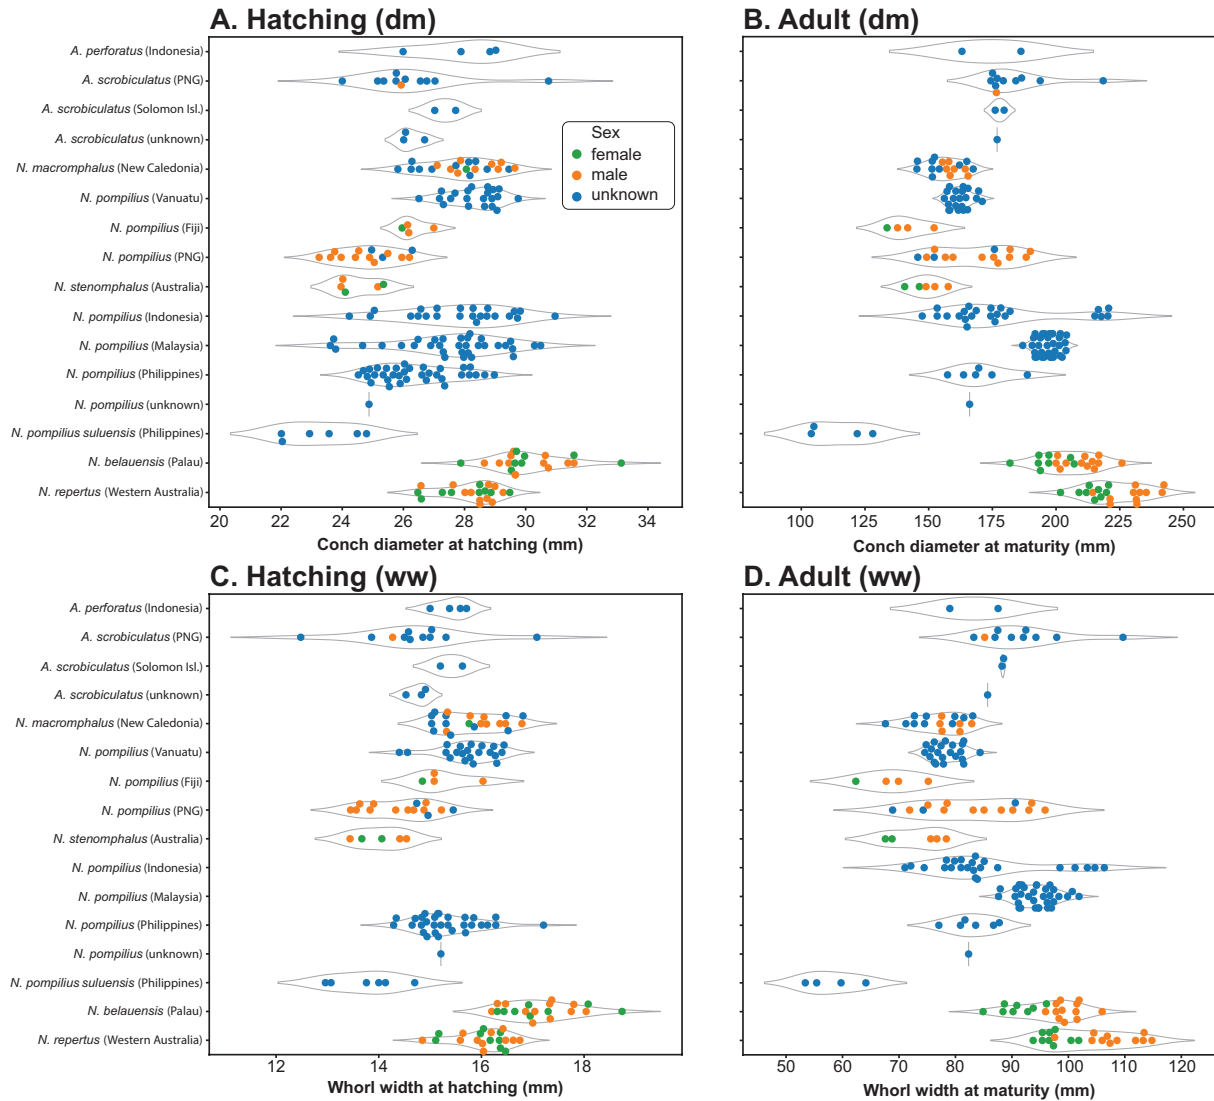 A. Hatching (dm)
B. Adult (dm)
A. perforatus (Indonesia)
A. scrobiculatus (PNG)
A. scrobiculatus (Solomon Isl.)
A. scrobiculatus (unknown)
N. macromphalus (New Caledonia)
N. pompilius (Vanuatu)
N. pompilius (Fiji)
N. pompilius (PNG)
N. stenomphalus (Australia)
N. pompilius (Indonesia)
N. pompilius (Malaysia)
N. pompilius (Philippines)
N. pompilius (unknown)
N. pompilius suluensis (Philippines)
N. belauensis (Palau)
N. repertus (Western Australia)
Sex
female
male
unknown
20 22 24 26 28 30 32 34
100 125 150 175 200 225 250
Conch diameter at hatching (mm)
Conch diameter at maturity (mm)
C. Hatching (ww)
D. Adult (ww)
A. perforatus (Indonesia)
A. scrobiculatus (PNG)
A. scrobiculatus (Solomon Isl.)
A. scrobiculatus (unknown)
N. macromphalus (New Caledonia)
N. pompilius (Vanuatu)
N. pompilius (Fiji)
N. pompilius (PNG)
N. stenomphalus (Australia)
N. pompilius (Indonesia)
N. pompilius (Malaysia)
N. pompilius (Philippines)
N. pompilius (unknown)
N. pompilius suluensis (Philippines)
N. belauensis (Palau)
N. repertus (Western Australia)
12 14 16 18
50 60 70 80 90 100 110 120
Whorl width at hatching (mm)
Whorl width at maturity (mm)